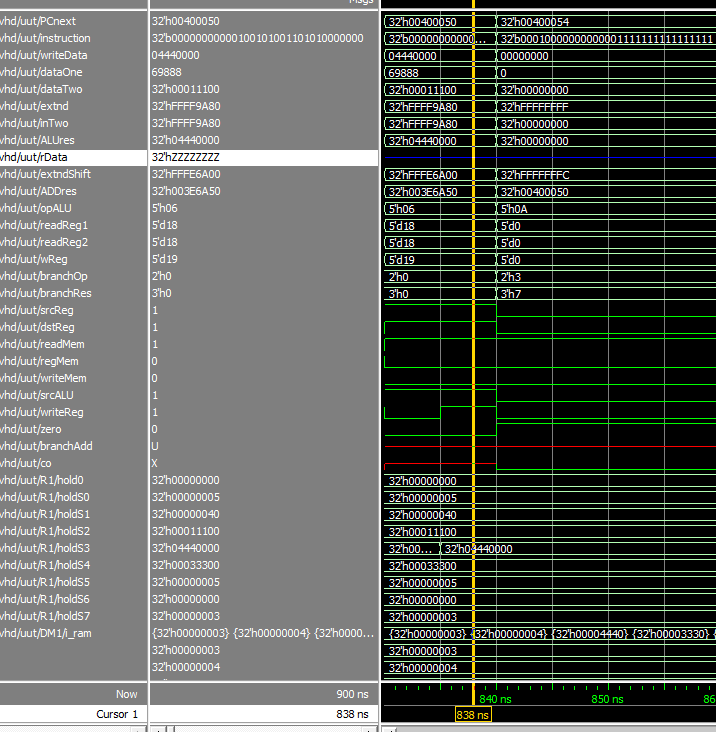 Msgs
vhd/uut/PCnext 32'h00400050 32'h00400050 32'h00400054
vhd/uut/instruction 32'b00000000000100101001101010000000 32'b00000000000... 32'b00010000000000001111111111111111
vhd/uut/writeData 04440000 04440000 00000000
vhd/uut/dataOne 69888 69888 0
vhd/uut/dataTwo 32'h00011100 32'h00011100 32'h00000000
vhd/uut/extnd 32'hFFFF9A80 32'hFFFF9A80 32'hFFFFFFFF
vhd/uut/inTwo 32'hFFFF9A80 32'hFFFF9A80 32'h00000000
vhd/uut/ALUres 32'h04440000 32'h04440000 32'h00000000
vhd/uut/rData 32'hZZZZZZZZ
vhd/uut/extndShift 32'hFFFE6A00 32'hFFFE6A00 32'hFFFFFFFC
vhd/uut/ADDres 32'h003E6A50 32'h003E6A50 32'h00400050
vhd/uut/opALU 5'h06 5'h06 5'h0A
vhd/uut/readReg1 5'd18 5'd18 5'd0
vhd/uut/readReg2 5'd18 5'd18 5'd0
vhd/uut/wReg 5'd19 5'd19 5'd0
vhd/uut/branchOp 2'h0 2'h0 2'h3
vhd/uut/branchRes 3'h0 3'h0 3'h7
vhd/uut/srcReg 1
vhd/uut/dstReg 1
vhd/uut/readMem 1
vhd/uut/regMem 0
vhd/uut/writeMem 0
vhd/uut/srcALU 1
vhd/uut/writeReg 1
vhd/uut/zero 0
vhd/uut/branchAdd U
vhd/uut/co X
vhd/uut/R1/hold0 32'h00000000 32'h00000000
vhd/uut/R1/holdS0 32'h00000005 32'h00000005
vhd/uut/R1/holdS1 32'h00000040 32'h00000040
vhd/uut/R1/holdS2 32'h00011100 32'h00011100
vhd/uut/R1/holdS3 32'h04440000 32'h00... 32'h04440000
vhd/uut/R1/holdS4 32'h00033300 32'h00033300
vhd/uut/R1/holdS5 32'h00000005 32'h00000005
vhd/uut/R1/holdS6 32'h00000000 32'h00000000
vhd/uut/R1/holdS7 32'h00000003 32'h00000003
vhd/uut/DM1/i_ram {32'h00000003} {32'h00000004} {32'h0000... {32'h00000003} {32'h00000004} {32'h00004440} {32'h00003330} {
32'h00000003 32'h00000003
32'h00000004 32'h00000004
Now 900 ns 840 ns 850 ns 86
Cursor 1 838 ns 838 ns